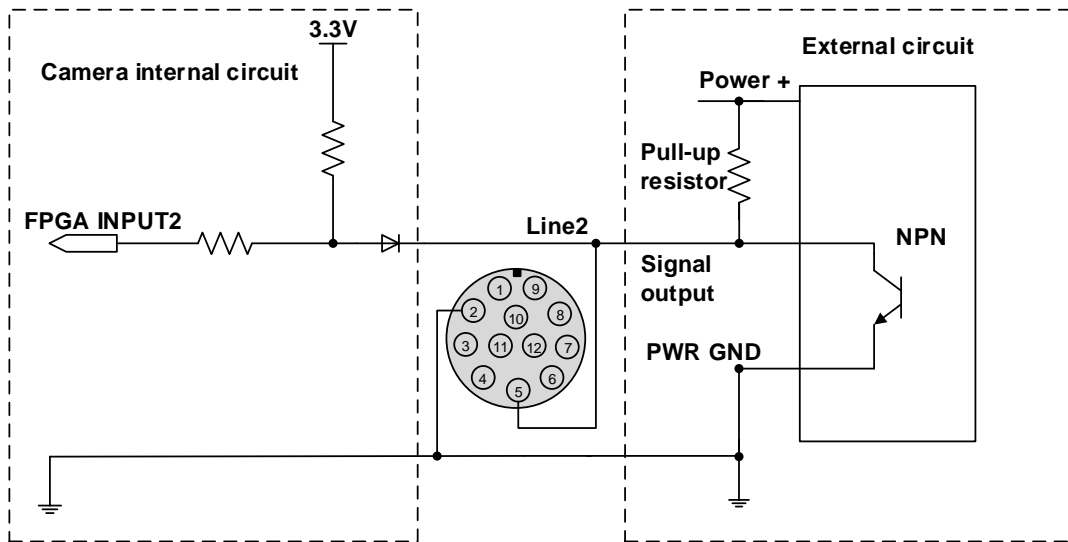 3.3V
External circuit
Camera internal circuit
Power +
Pull-up
resistor
FPGA INPUT2
Line2
NPN
Signal
output
1
9
2
8
10
3
11
12
7
4
6
5
PWR GND